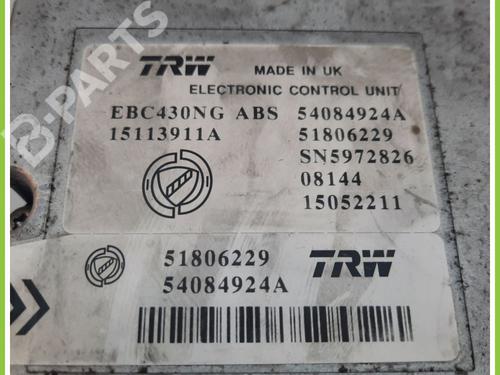 B-PARTS
TRW MADE IN UK
ELECTRONIC CONTROL UNIT
EBC430NG ABS 54084924A
15113911A 51806229
SN5972826
08144
15052211
51806229
54084924A
TRW